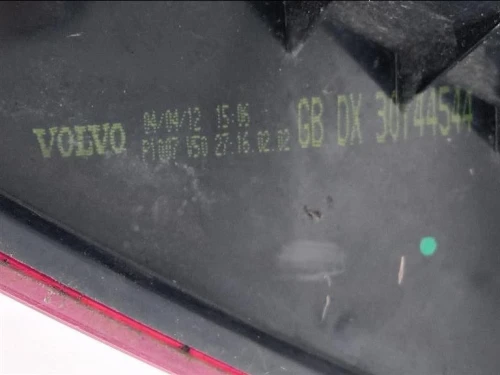 VOLVO
04/04/12 15:06
P1007 V50 27.16.02.02
GB DX 30744544